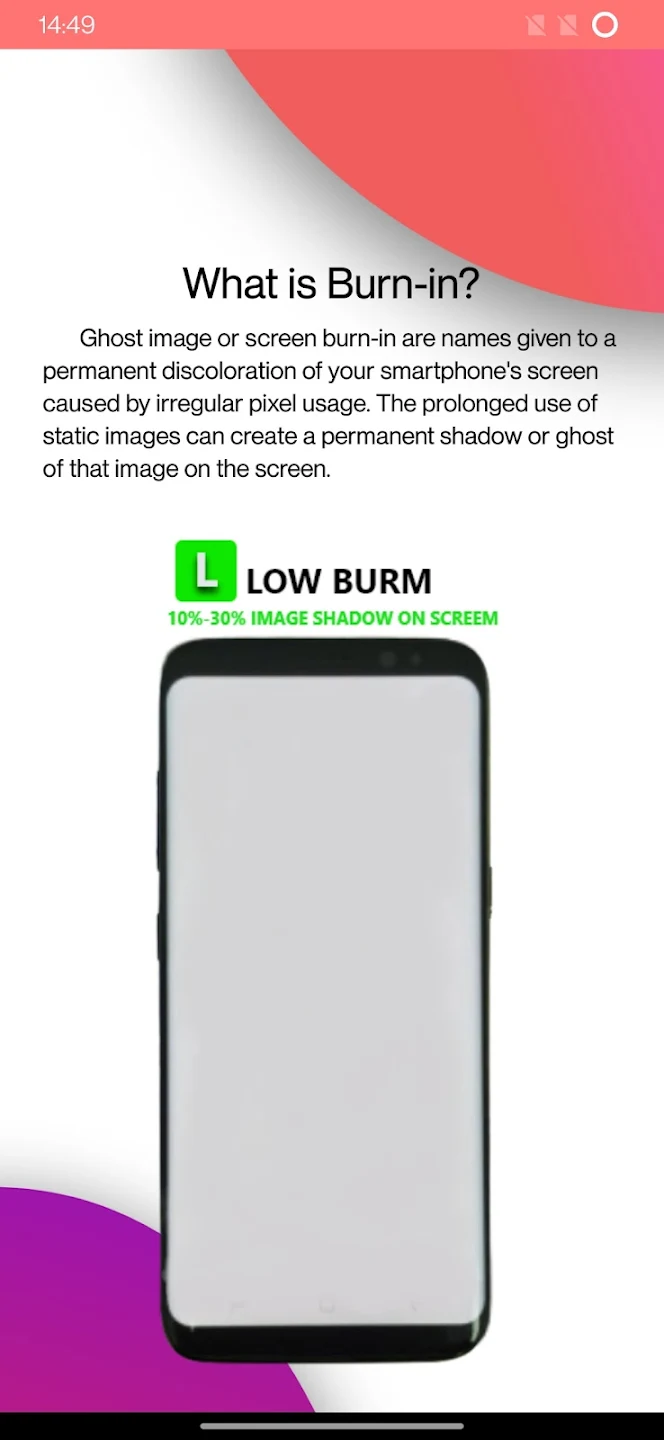 14:49
What is Burn-in?
Ghost image or screen burn-in are names given to a
permanent discoloration of your smartphone's screen
caused by irregular pixel usage. The prolonged use of
static images can create a permanent shadow or ghost
of that image on the screen.
L LOW BURM
10%-30% IMAGE SHADOW ON SCREEM